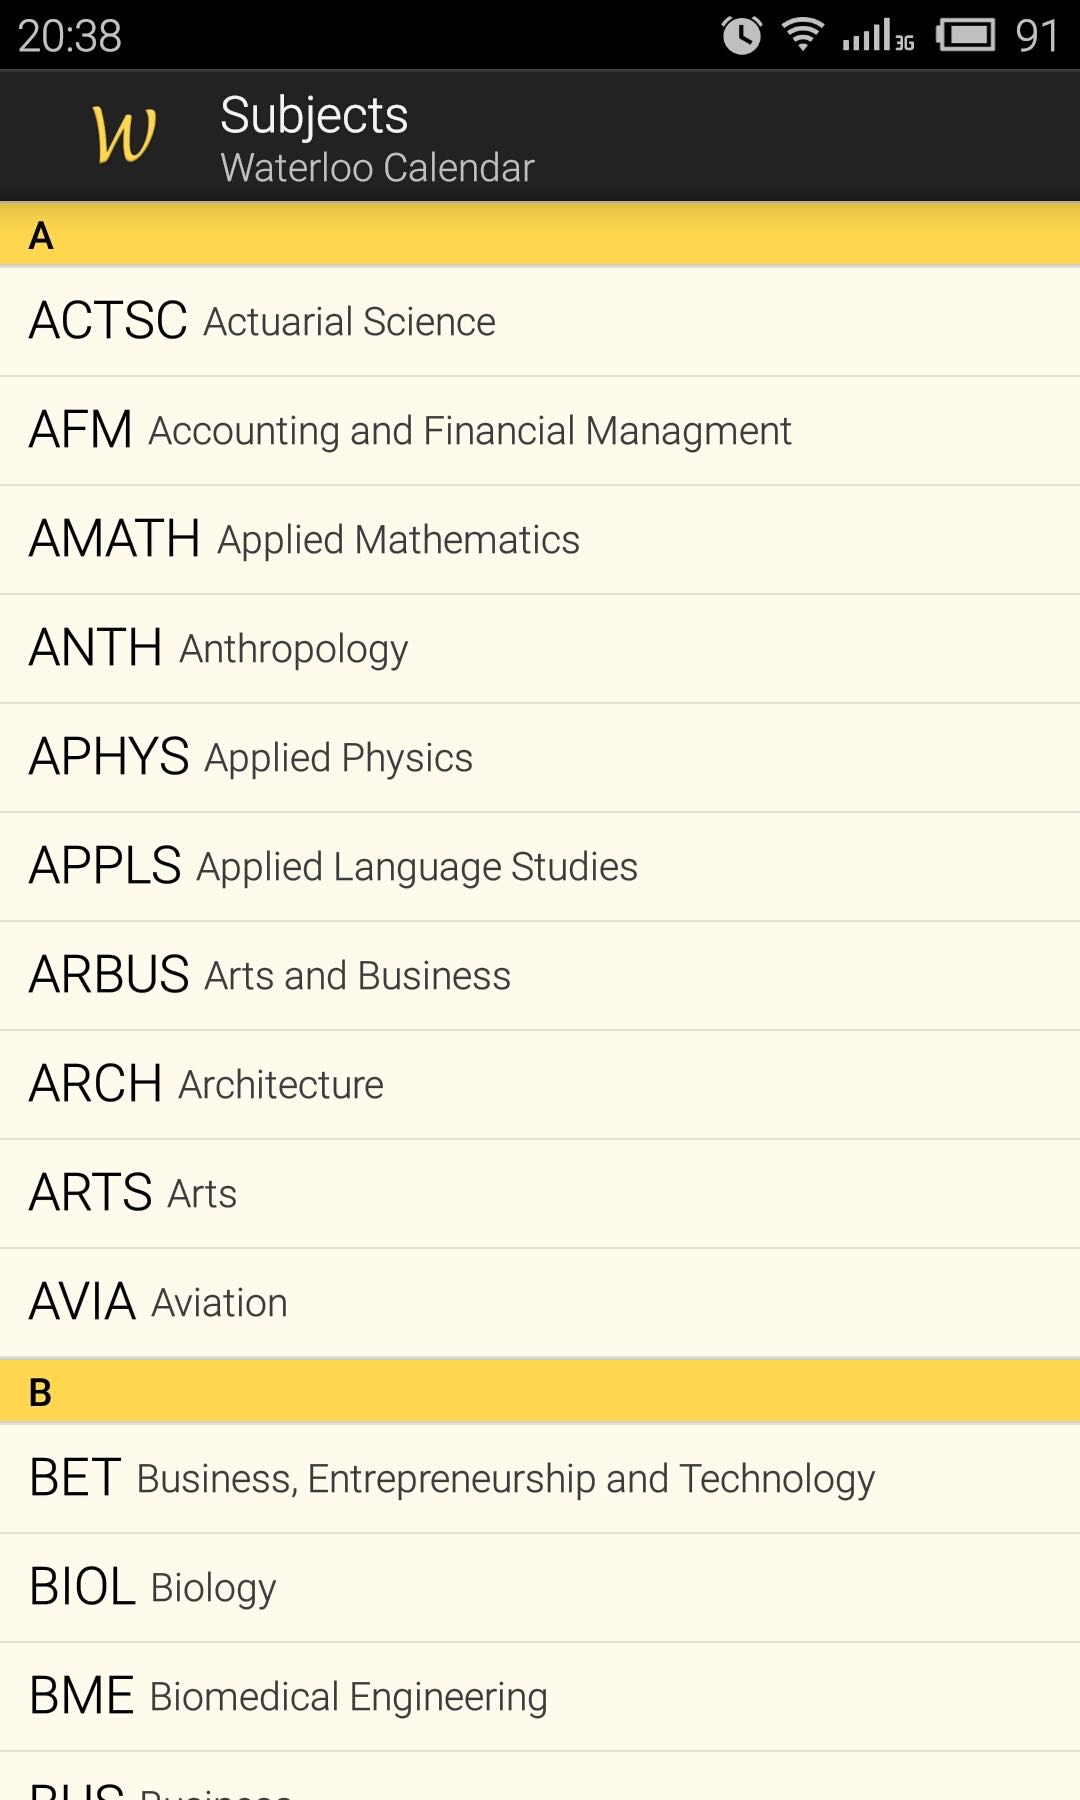 20:38 3G 91
W
Subjects
Waterloo Calendar
A
ACTSC Actuarial Science
AFM Accounting and Financial Managment
AMATH Applied Mathematics
ANTH Anthropology
APHYS Applied Physics
APPLS Applied Language Studies
ARBUS Arts and Business
ARCH Architecture
ARTS Arts
AVIA Aviation
B
BET Business, Entrepreneurship and Technology
BIOL Biology
BME Biomedical Engineering
BUS Business